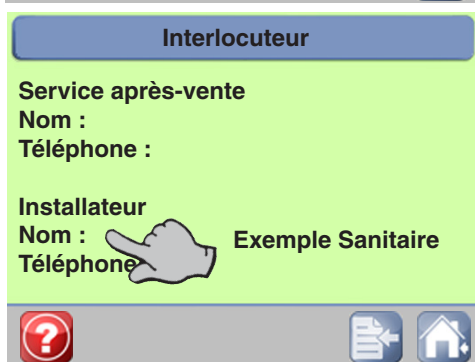 Interlocuteur
Service après-vente
Nom :
Téléphone :
Installateur
Nom : Exemple Sanitaire
Téléphone
?